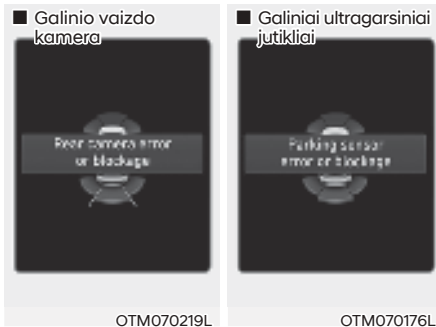 ■ Galinio vaizdo
kamera
Rear camera error
or blockage
OTM070219L
■ Galiniai ultragarsiniai
jutikliai
Parking sensor
error or blockage
OTM070176L